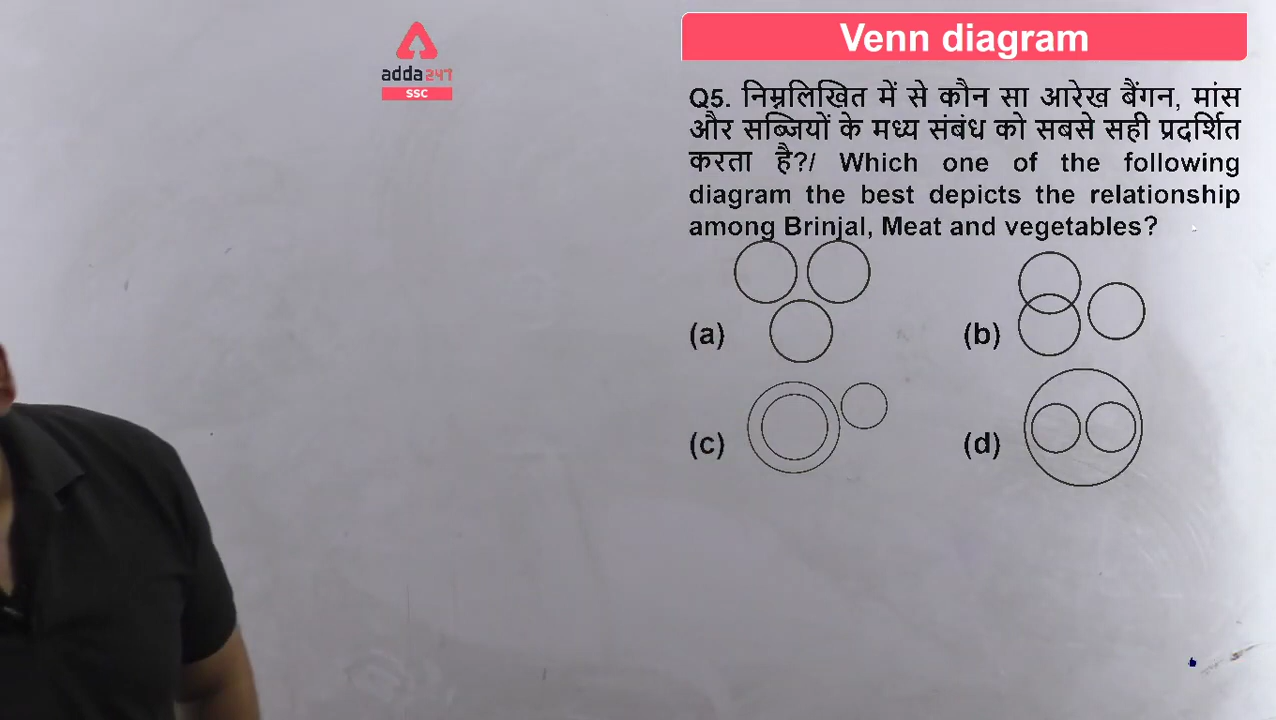 adda247
SSC
Venn diagram
Q5. निम्नलिखित में से कौन सा आरेख बैंगन, मांस
और सब्जियों के मध्य संबंध को सबसे सही प्रदर्शित
करता है?/ Which one of the following
diagram the best depicts the relationship
among Brinjal, Meat and vegetables?
(a)
(b)
(c)
(d)